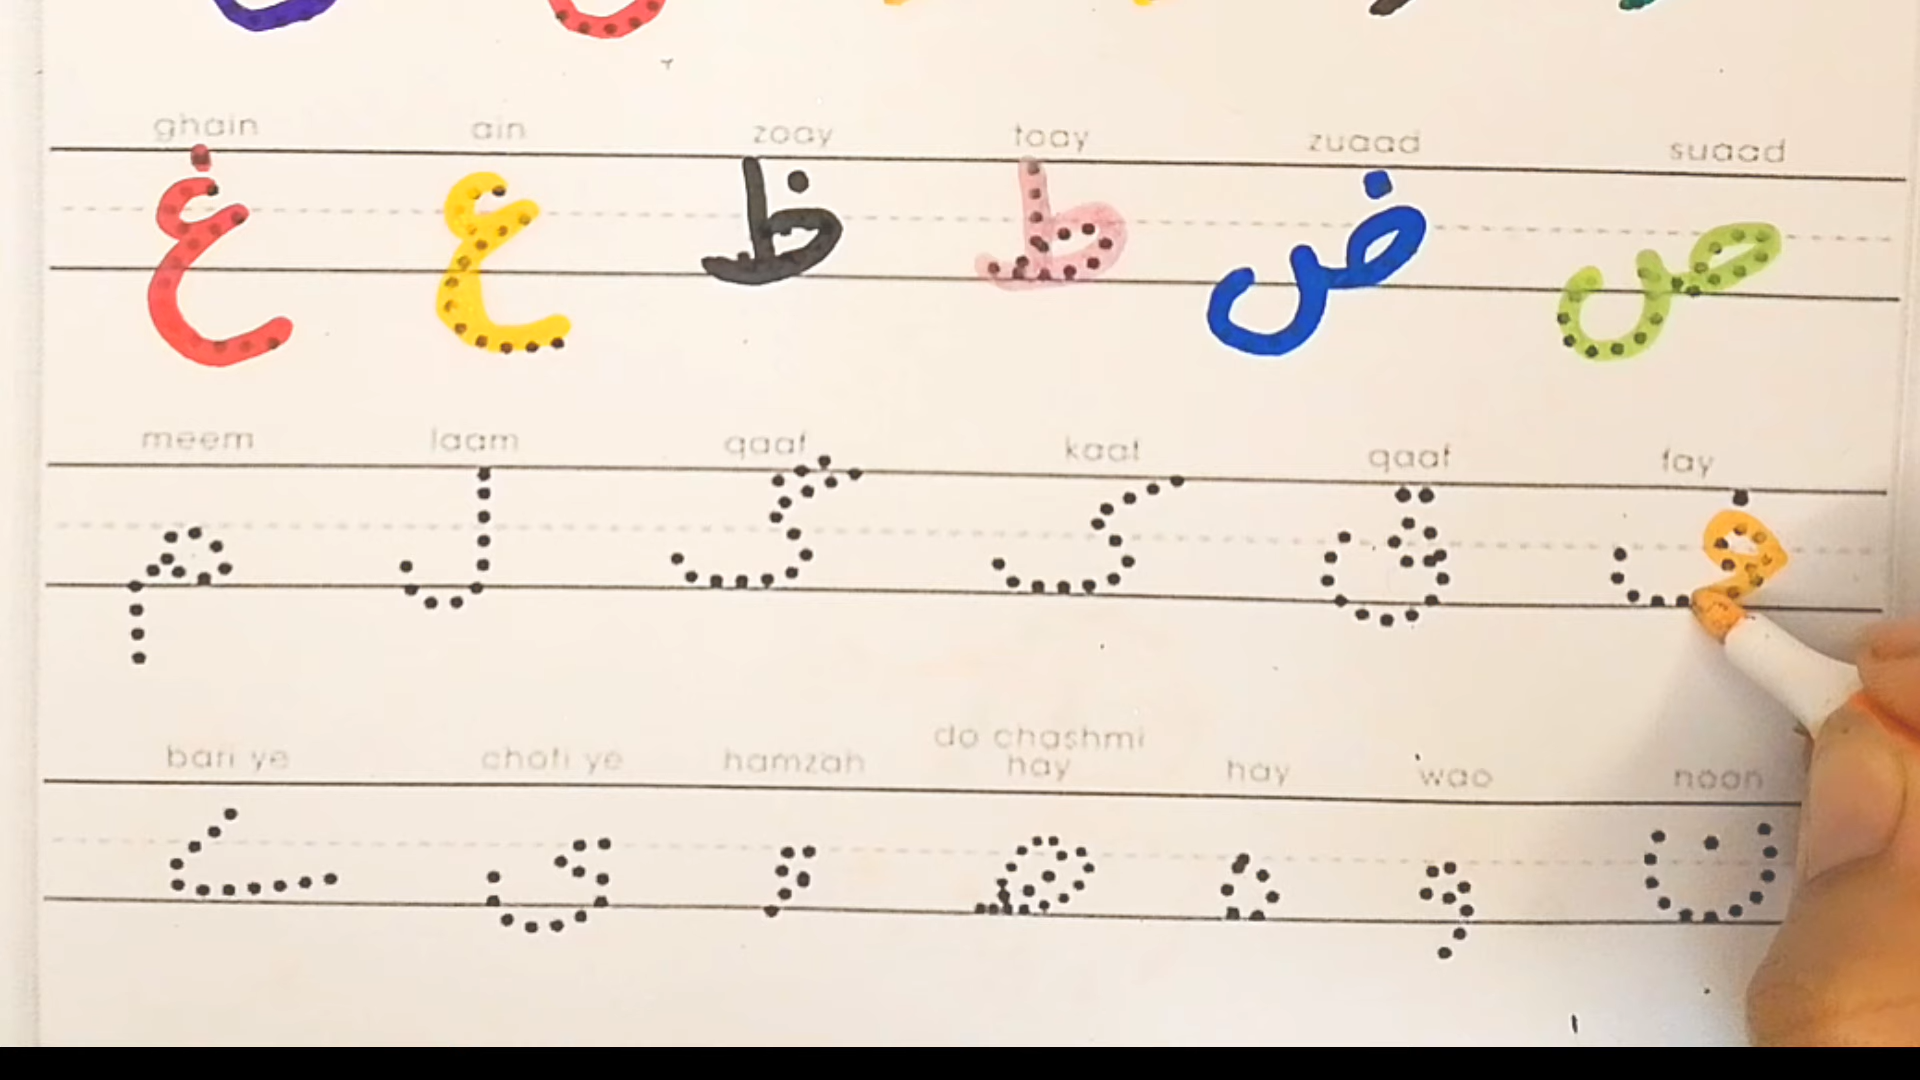 ghain ain zoay toay zuaad suaad
ص ض ط ظ ع غ
meem laam gaaf kaaf qaaf fay
ف ق ک گ ل م
bari ye choti ye hamzah do chashmi hay hay wao noon
ن و ہ ھ ء ی ے